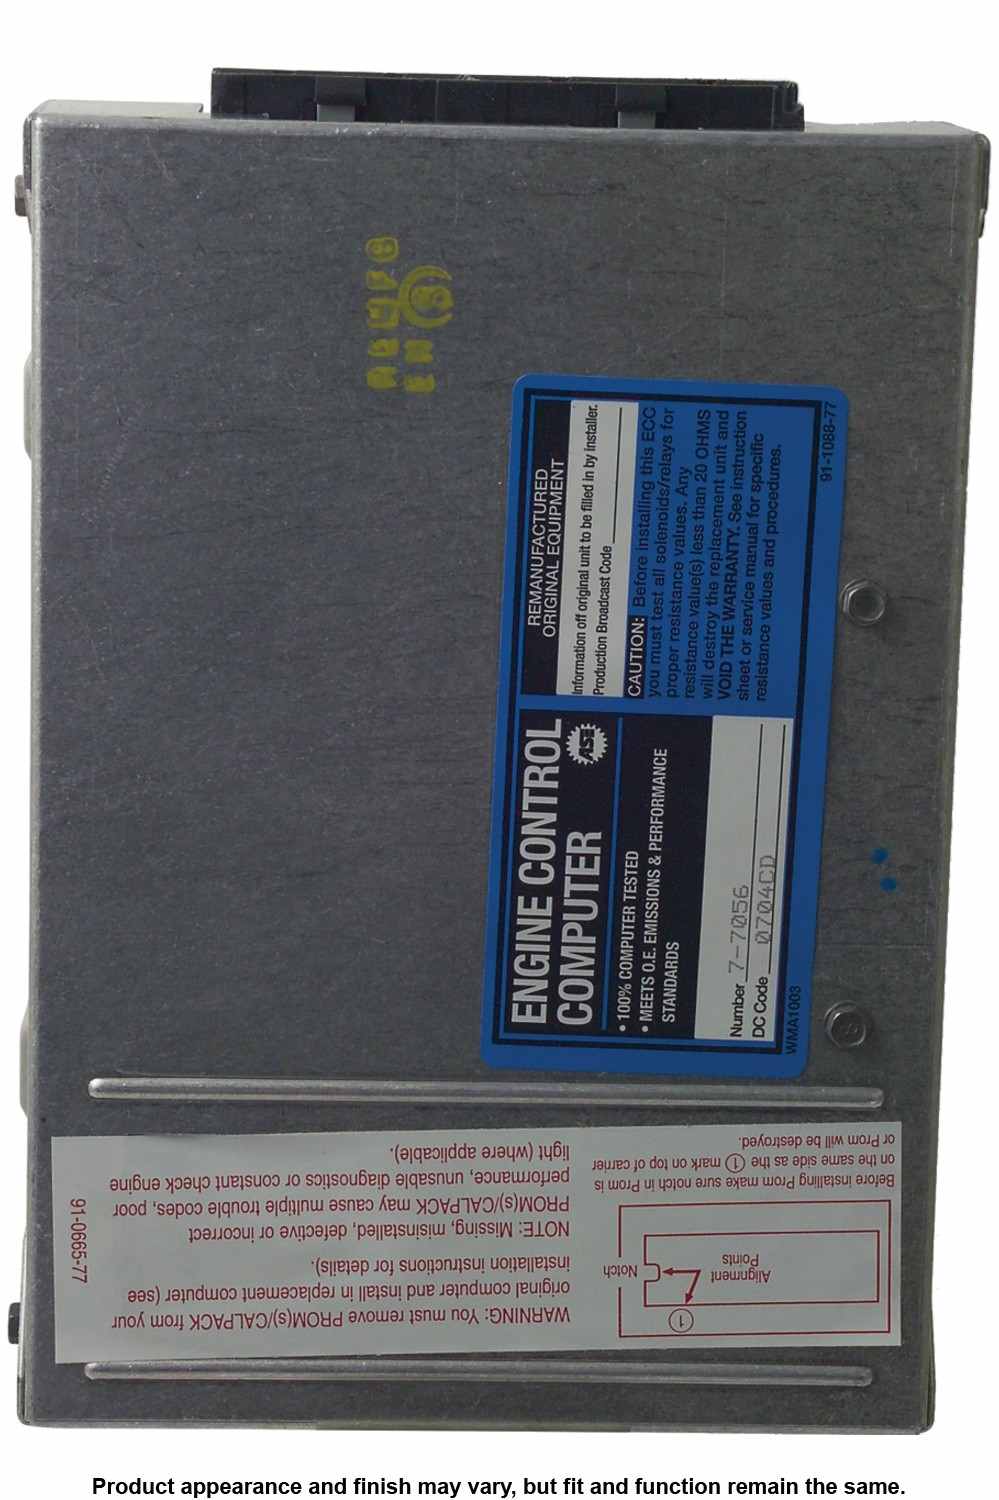 ENGINE CONTROL
COMPUTER
ASE
• 100% COMPUTER TESTED
• MEETS O.E. EMISSIONS & PERFORMANCE
STANDARDS
Number 7-7056
DC Code 0704CD
WMA1003
REMANUFACTURED
ORIGINAL EQUIPMENT
Information off original unit to be filled in by installer.
Production Broadcast Code
CAUTION: Before installing this ECC
you must test all solenoids/relays for
proper resistance values. Any
resistance value(s) less than 20 OHMS
will destroy the replacement unit and
VOID THE WARRANTY. See instruction
sheet or service manual for specific
resistance values and procedures.
91-1088-77
WARNING: You must remove PROM(s)/CALPACK from your
original computer and install in replacement computer (see
installation instructions for details).
NOTE: Missing, misinstalled, defective or incorrect
PROM(s)/CALPACK may cause multiple trouble codes, poor
performance, unusable diagnostics or constant check engine
light (where applicable).
91-0665-77
1
Notch
Alignment
Points
Before installing Prom make sure notch in Prom is
on the same side as the 1 mark on top of carrier
or Prom will be destroyed.
Product appearance and finish may vary, but fit and function remain the same.